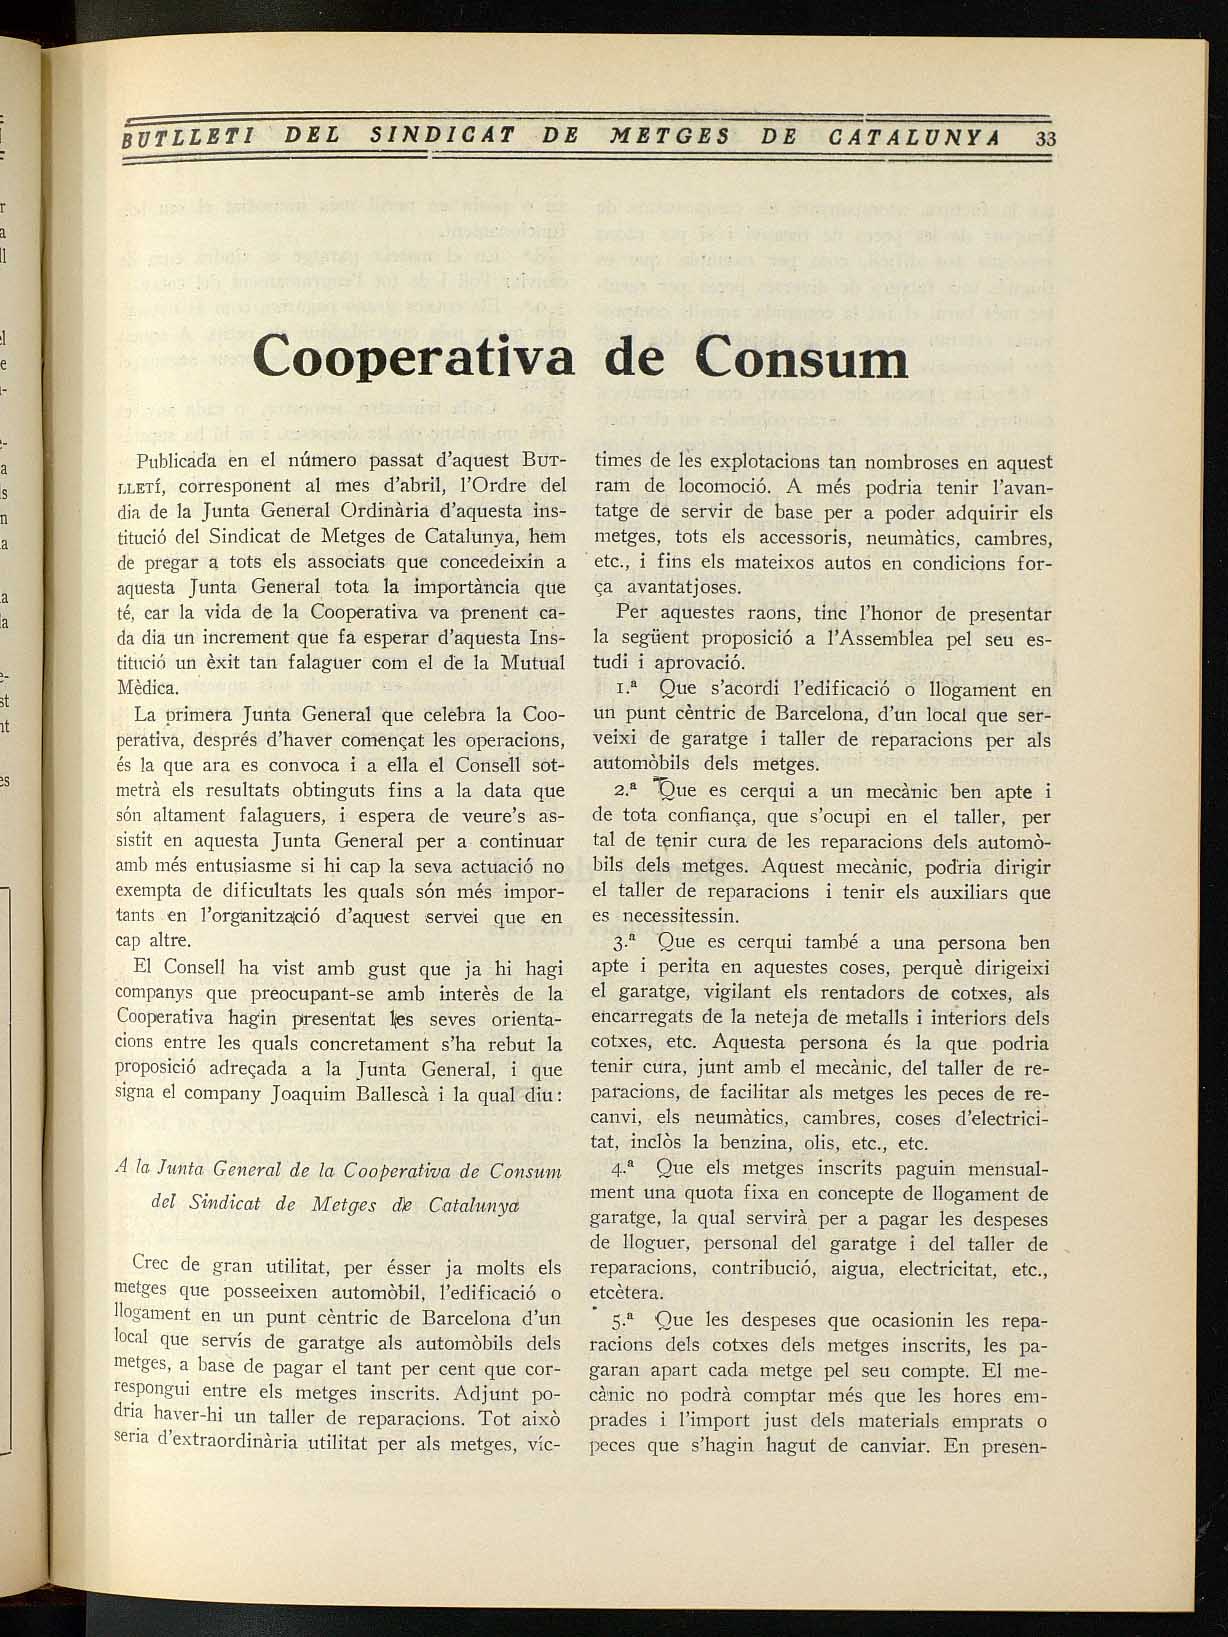 BUTLLETI DEL SINDICAT DE METGES DE CATALUNYA 33
Cooperativa de Consum
Publicada en el número passat d'aquest BUT-
LLETÍ, corresponent al mes d'abril, l'Ordre del
dia de la Junta General Ordinària d'aquesta ins-
titució del Sindicat de Metges de Catalunya, hem
de pregar a tots els associats que concedeixin a
aquesta Junta General tota la importància que
té, car la vida de la Cooperativa va prenent ca-
da dia un increment que fa esperar d'aquesta Ins-
titució un èxit tan falaguer com el de la Mutual
Mèdica.
La primera Junta General que celebra la Coo-
perativa, després d'haver començat les operacions,
és la que ara es convoca i a ella el Consell sot-
metrà els resultats obtinguts fins a la data que
són altament falaguers, i espera de veure's as-
sistit en aquesta Junta General per a continuar
amb més entusiasme si hi cap la seva actuació no
exempta de dificultats les quals són més impor-
tants en l'organització d'aquest servei que en
cap altre.
El Consell ha vist amb gust que ja hi hagi
companys que preocupant-se amb interès de la
Cooperativa hagin presentat les seves orienta-
cions entre les quals concretament s'ha rebut la
proposició adreçada a la Junta General, i que
signa el company Joaquim Ballescà i la qual diu:
A la Junta General de la Cooperativa de Consum
del Sindicat de Metges de Catalunya
Crec de gran utilitat, per ésser ja molts els
metges que posseeixen automòbil, l'edificació o
llogament en un punt cèntric de Barcelona d'un
local que servís de garatge als automòbils dels
metges, a base de pagar el tant per cent que cor-
respongui entre els metges inscrits. Adjunt po-
dria haver-hi un taller de reparacions. Tot això
seria d'extraordinària utilitat per als metges, víc-
times de les explotacions tan nombroses en aquest
ram de locomoció. A més podria tenir l'avan-
tatge de servir de base per a poder adquirir els
metges, tots els accessoris, neumàtics, cambres,
etc., i fins els mateixos autos en condicions for-
ça avantatjoses.
Per aquestes raons, tinc l'honor de presentar
la següent proposició a l'Assemblea pel seu es-
tudi i aprovació.
1.ª Que s'acordi l'edificació o llogament en
un punt cèntric de Barcelona, d'un local que ser-
veixi de garatge i taller de reparacions per als
automòbils dels metges.
2.ª Que es cerqui a un mecànic ben apte i
de tota confiança, que s'ocupi en el taller, per
tal de tenir cura de les reparacions dels automò-
bils dels metges. Aquest mecànic, podria dirigir
el taller de reparacions i tenir els auxiliars que
es necessitessin.
3.ª Que es cerqui també a una persona ben
apte i perita en aquestes coses, perquè dirigeixi
el garatge, vigilant els rentadors de cotxes, als
encarregats de la neteja de metalls i interiors dels
cotxes, etc. Aquesta persona és la que podria
tenir cura, junt amb el mecànic, del taller de re-
paracions, de facilitar als metges les peces de re-
canvi, els neumàtics, cambres, coses d'electrici-
tat, inclòs la benzina, olis, etc., etc.
4.ª Que els metges inscrits paguin mensual-
ment una quota fixa en concepte de llogament de
garatge, la qual servirà per a pagar les despeses
de lloguer, personal del garatge i del taller de
reparacions, contribució, aigua, electricitat, etc.,
etcètera.
5.ª Que les despeses que ocasionin les repa-
racions dels cotxes dels metges inscrits, les pa-
garan apart cada metge pel seu compte. El me-
cànic no podrà comptar més que les hores em-
prades i l'import just dels materials emprats o
peces que s'hagin hagut de canviar. En presen-